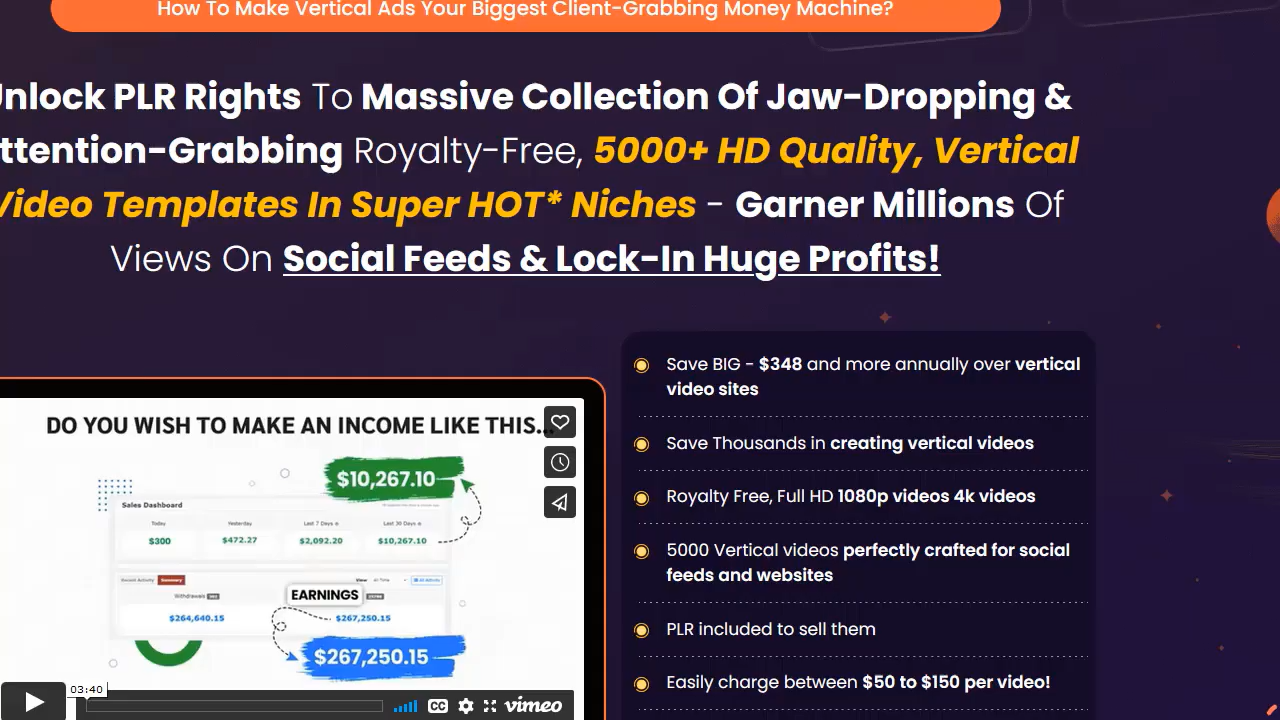 How To Make Vertical Ads Your Biggest Client-Grabbing Money Machine?
nlock PLR Rights To Massive Collection Of Jaw-Dropping &
ttention-Grabbing Royalty-Free, 5000+ HD Quality, Vertical
Video Templates In Super HOT* Niches - Garner Millions Of
Views On Social Feeds & Lock-In Huge Profits!
DO YOU WISH TO MAKE AN INCOME LIKE THIS...
$10,267.10
Sales Dashboard
Today
Yesterday
Last 7 Days
Last 30 Days
$300
$472.27
$2,092.20
$10,267.10
Summary
View
EARNINGS
Withdrawals
$264,640.15
$267,250.15
$267,250.15
03:40
CC
vimeo
Save BIG - $348 and more annually over vertical
video sites
Save Thousands in creating vertical videos
Royalty Free, Full HD 1080p videos 4k videos
5000 Vertical videos perfectly crafted for social
feeds and websites
PLR included to sell them
Easily charge between $50 to $150 per video!